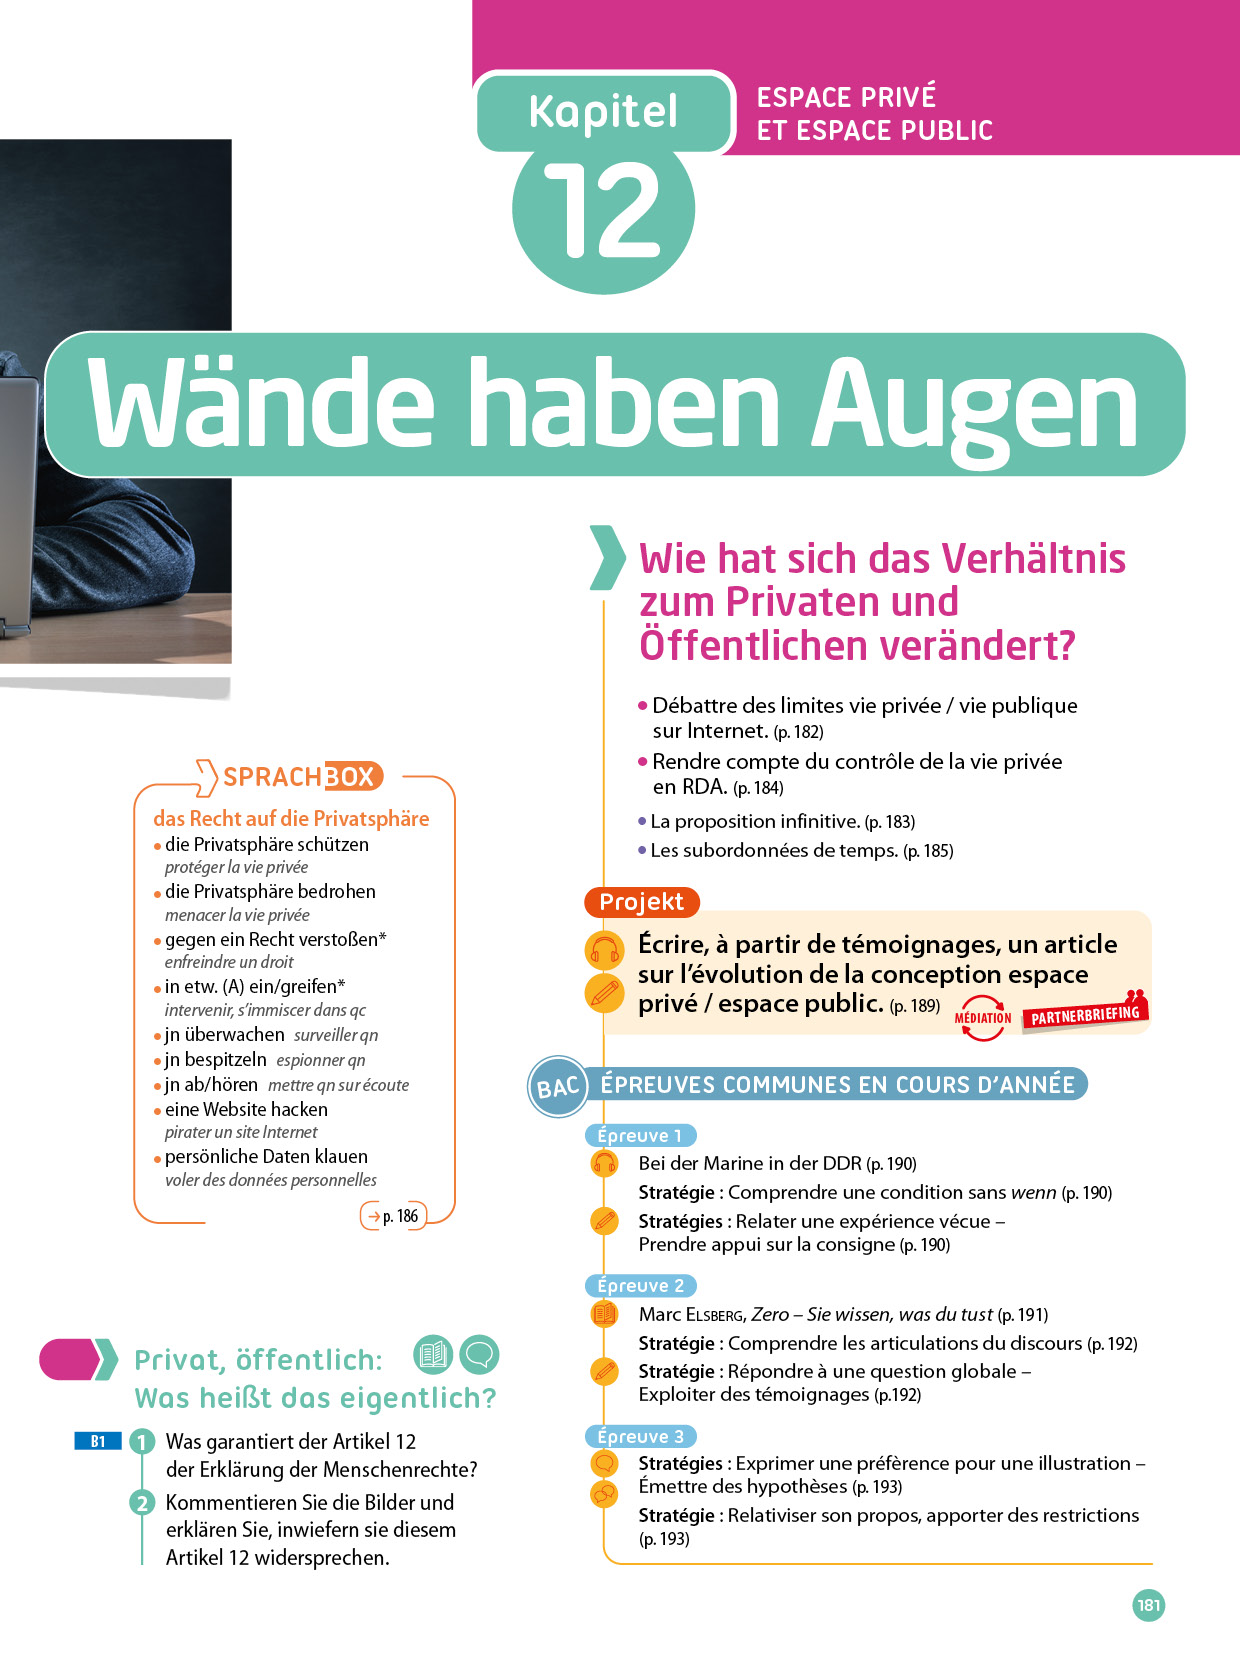 Kapitel
12
ESPACE PRIVÉ
ET ESPACE PUBLIC
Wände haben Augen
Wie hat sich das Verhältnis
zum Privaten und
Öffentlichen verändert?
• Débattre des limites vie privée / vie publique
sur Internet. (p. 182)
• Rendre compte du contrôle de la vie privée
en RDA. (p. 184)
• La proposition infinitive. (p. 183)
• Les subordonnées de temps. (p. 185)
Projekt
Écrire, à partir de témoignages, un article
sur l’évolution de la conception espace
privé / espace public. (p. 189)
MÉDIATION
PARTNERBRIEFING
BAC
ÉPREUVES COMMUNES EN COURS D’ANNÉE
Épreuve 1
Bei der Marine in der DDR (p. 190)
Stratégie : Comprendre une condition sans wenn (p. 190)
Stratégies : Relater une expérience vécue –
Prendre appui sur la consigne (p. 190)
Épreuve 2
Marc ELSBERG, Zero – Sie wissen, was du tust (p. 191)
Stratégie : Comprendre les articulations du discours (p. 192)
Stratégie : Répondre à une question globale –
Exploiter des témoignages (p.192)
Épreuve 3
Stratégies : Exprimer une préférence pour une illustration –
Émettre des hypothèses (p. 193)
Stratégie : Relativiser son propos, apporter des restrictions
(p. 193)
SPRACHBOX
das Recht auf die Privatsphäre
• die Privatsphäre schützen
protéger la vie privée
• die Privatsphäre bedrohen
menacer la vie privée
• gegen ein Recht verstoßen*
enfreindre un droit
• in etw. (A) ein/greifen*
intervenir, s’immiscer dans qc
• jn überwachen surveiller qn
• jn bespitzeln espionner qn
• jn ab/hören mettre qn sur écoute
• eine Website hacken
pirater un site Internet
• persönliche Daten klauen
voler des données personnelles
→ p. 186
Privat, öffentlich:
Was heißt das eigentlich?
B1
1 Was garantiert der Artikel 12
der Erklärung der Menschenrechte?
2 Kommentieren Sie die Bilder und
erklären Sie, inwiefern sie diesem
Artikel 12 widersprechen.
181